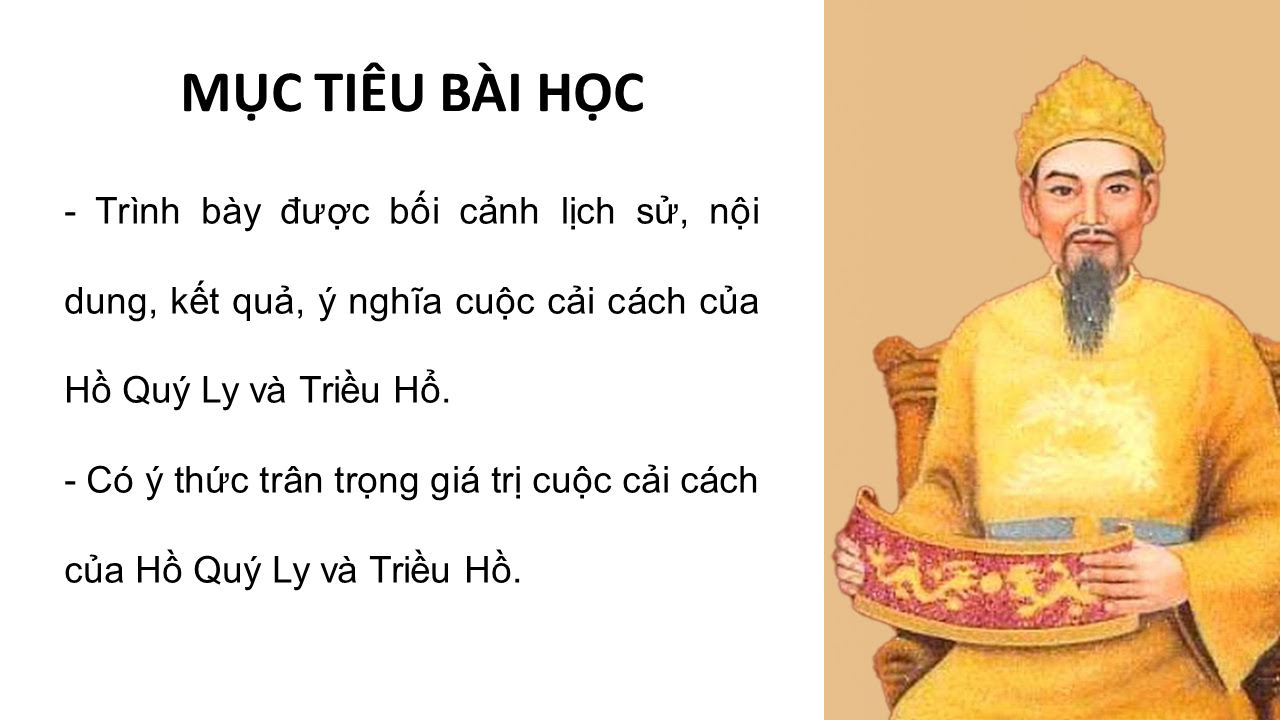 MỤC TIÊU BÀI HỌC
- Trình bày được bối cảnh lịch sử, nội
dung, kết quả, ý nghĩa cuộc cải cách của
Hồ Quý Ly và Triều Hổ.
- Có ý thức trân trọng giá trị cuộc cải cách
của Hồ Quý Ly và Triều Hồ.